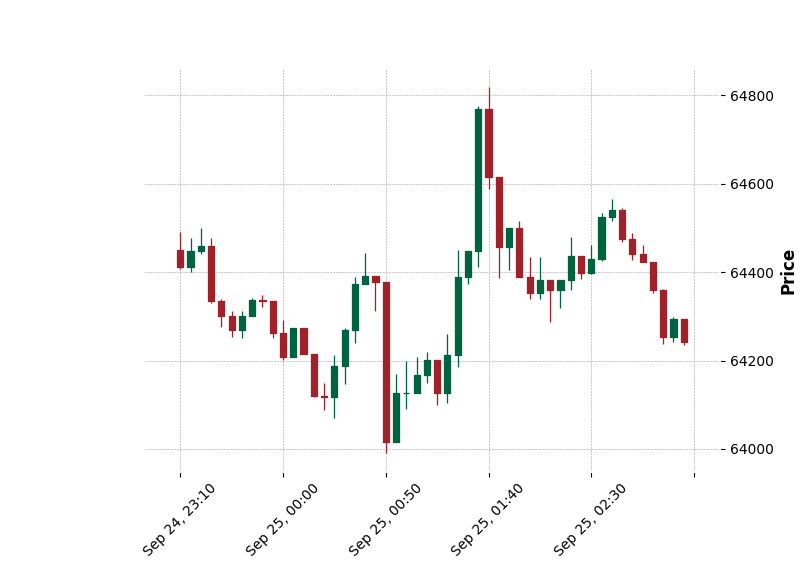 64800
64600
64400
64200
64000
Price
Sep 24, 23:10
Sep 25, 00:00
Sep 25, 00:50
Sep 25, 01:40
Sep 25, 02:30